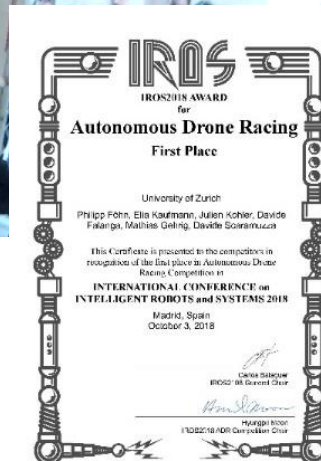 IROS
IROS2018 AWARD
for
Autonomous Drone Racing
First Place
University of Zurich
Philipp Föhn, Elia Kaufmann, Julien Kohler, Davide
Falanga, Mathias Gehrig, Davide Scaramuzza
This Certificate is presented to the competitors in
recognition of the first place in Autonomous Drone
Racing Competition in
INTERNATIONAL CONFERENCE on
INTELLIGENT ROBOTS and SYSTEMS 2018
Madrid, Spain
October 3, 2018
Carlos Balaguer
IROS2018 General Chair
Hyungpil Moon
IROS2018 ADR Competition Chair